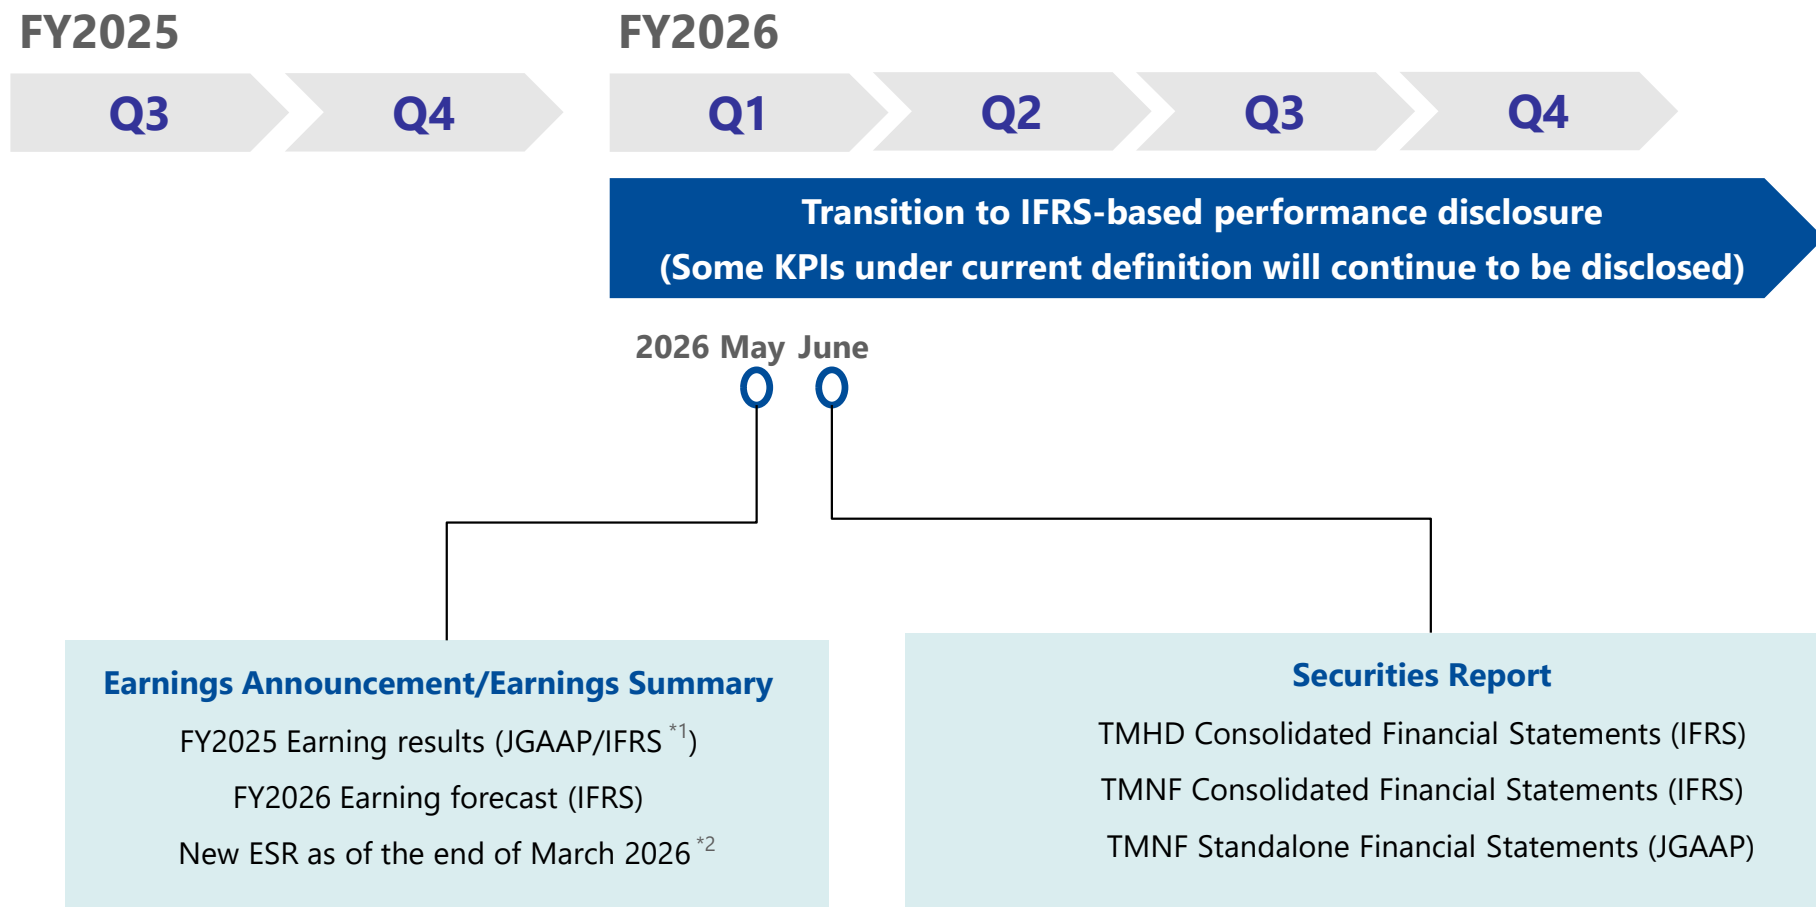 FY2025
FY2026
Q3
Q4
Q1
Q2
Q3
Q4
Transition to IFRS-based performance disclosure
(Some KPIs under current definition will continue to be disclosed)
2026 May June
Earnings Announcement/Earnings Summary
FY2025 Earning results (JGAAP/IFRS *1)
FY2026 Earning forecast (IFRS)
New ESR as of the end of March 2026 *2
Securities Report
TMHD Consolidated Financial Statements (IFRS)
TMNF Consolidated Financial Statements (IFRS)
TMNF Standalone Financial Statements (JGAAP)